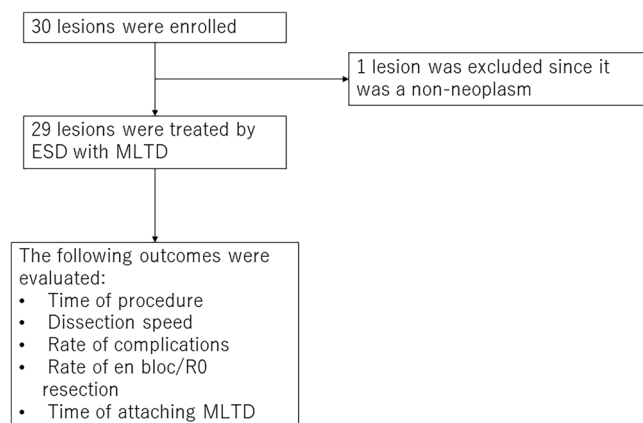 30 lesions were enrolled
1 lesion was excluded since it
was a non-neoplasm
29 lesions were treated by
ESD with MLTD
The following outcomes were
evaluated:
• Time of procedure
• Dissection speed
• Rate of complications
• Rate of en bloc/R0
resection
• Time of attaching MLTD